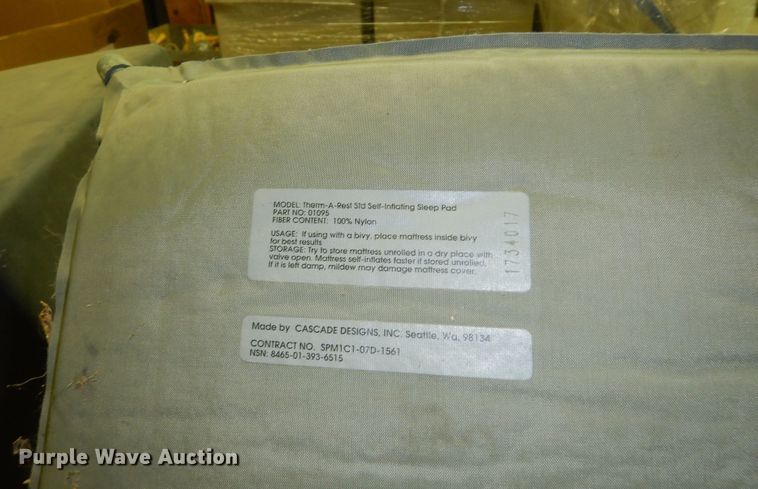 MODEL: Therm-A-Rest Std Self-Inflating Sleep Pad
PART NO: 01095
FIBER CONTENT: 100% Nylon
USAGE: If using with a bivy, place mattress inside bivy
for best results
STORAGE: Try to store mattress unrolled in a dry place with
valve open. Mattress self-inflates faster if stored unrolled.
If it is left damp, mildew may damage mattress cover.
1734017
Made by CASCADE DESIGNS, INC. Seattle, Wa. 98134
CONTRACT NO. SPM1C1-07D-1561
NSN: 8465-01-393-6515
Purple Wave Auction